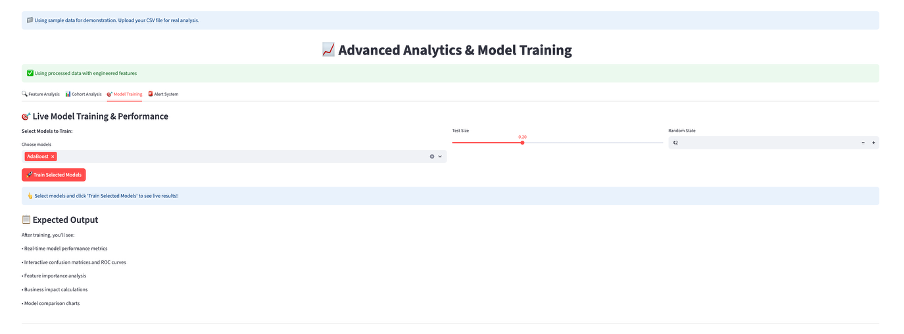 Using sample data for demonstration. Upload your CSV file for real analysis.
Advanced Analytics & Model Training
Using processed data with engineered features
Feature Analysis
Cohort Analysis
Model Training
Alert System
Live Model Training & Performance
Select Models to Train:
Choose models
AdaBoost ×
Test Size
0.20
Random State
42
Train Selected Models
Select models and click 'Train Selected Models' to see live results!
Expected Output
After training, you'll see:
• Real-time model performance metrics
• Interactive confusion matrices and ROC curves
• Feature importance analysis
• Business impact calculations
• Model comparison charts